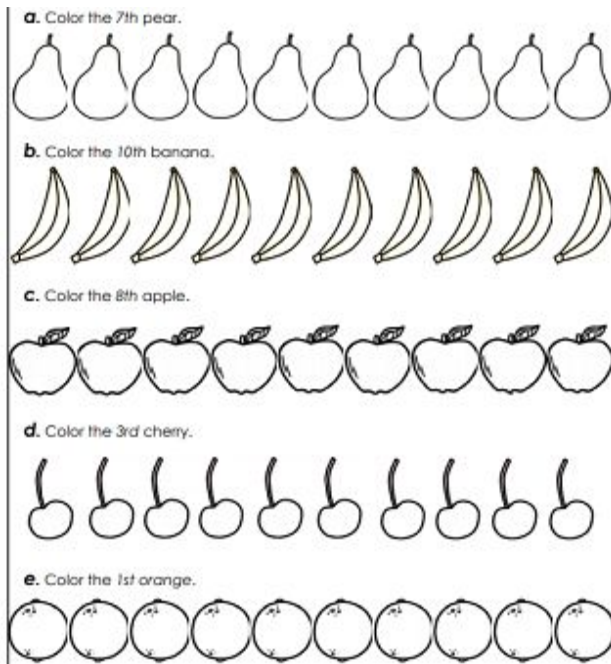 a. Color the 7th pear.
b. Color the 10th banana.
c. Color the 8th apple.
d. Color the 3rd cherry.
e. Color the 1st orange.